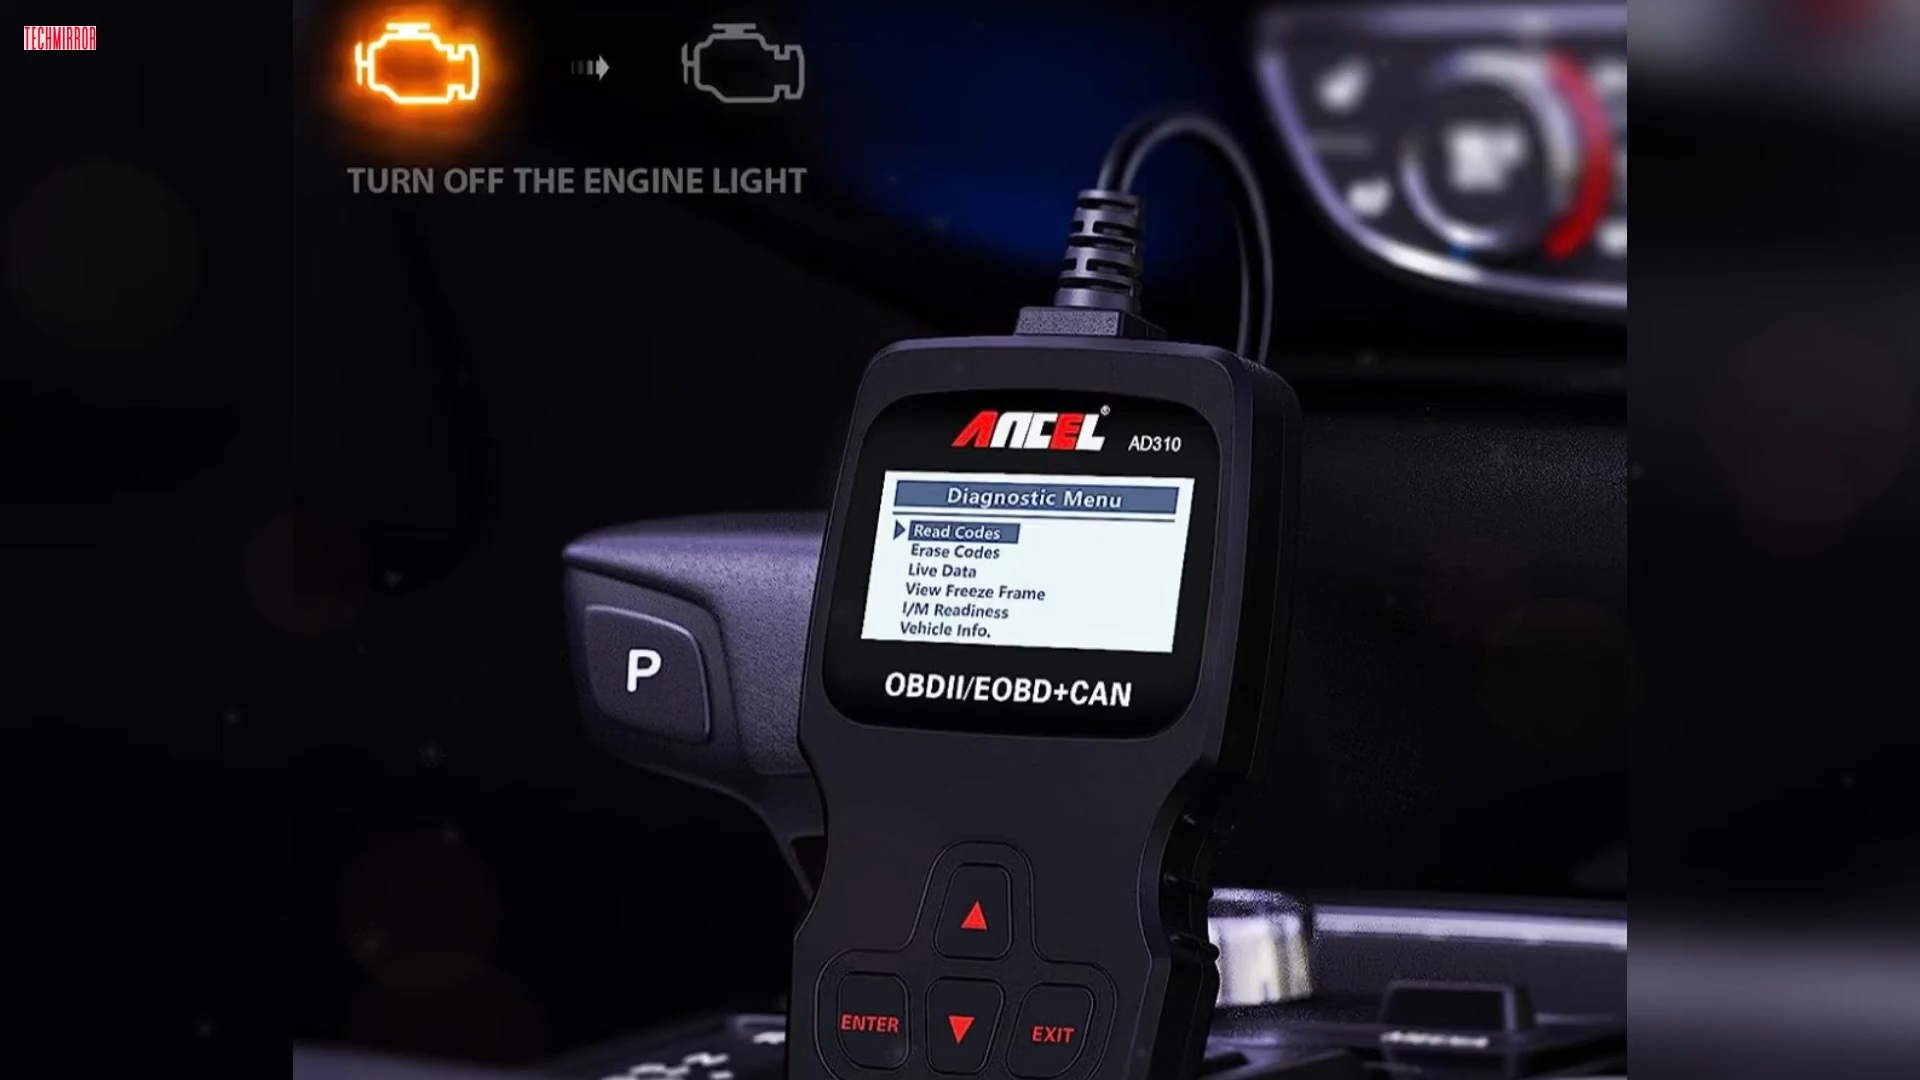 TECHMIRROR
TURN OFF THE ENGINE LIGHT
ANCEL® AD310
Diagnostic Menu
Read Codes
Erase Codes
Live Data
View Freeze Frame
I/M Readiness
Vehicle Info.
OBDII/EOBD+CAN
P
ENTER
EXIT